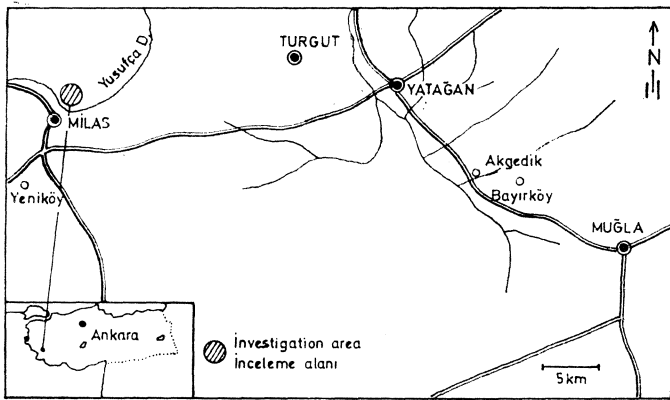 Yusufça D.
TURGUT
N
YATAĞAN
MİLAS
Akgedik
Yeniköy
Bayırköy
MUĞLA
Ankara
İnvestigation area
İnceleme alanı
5km